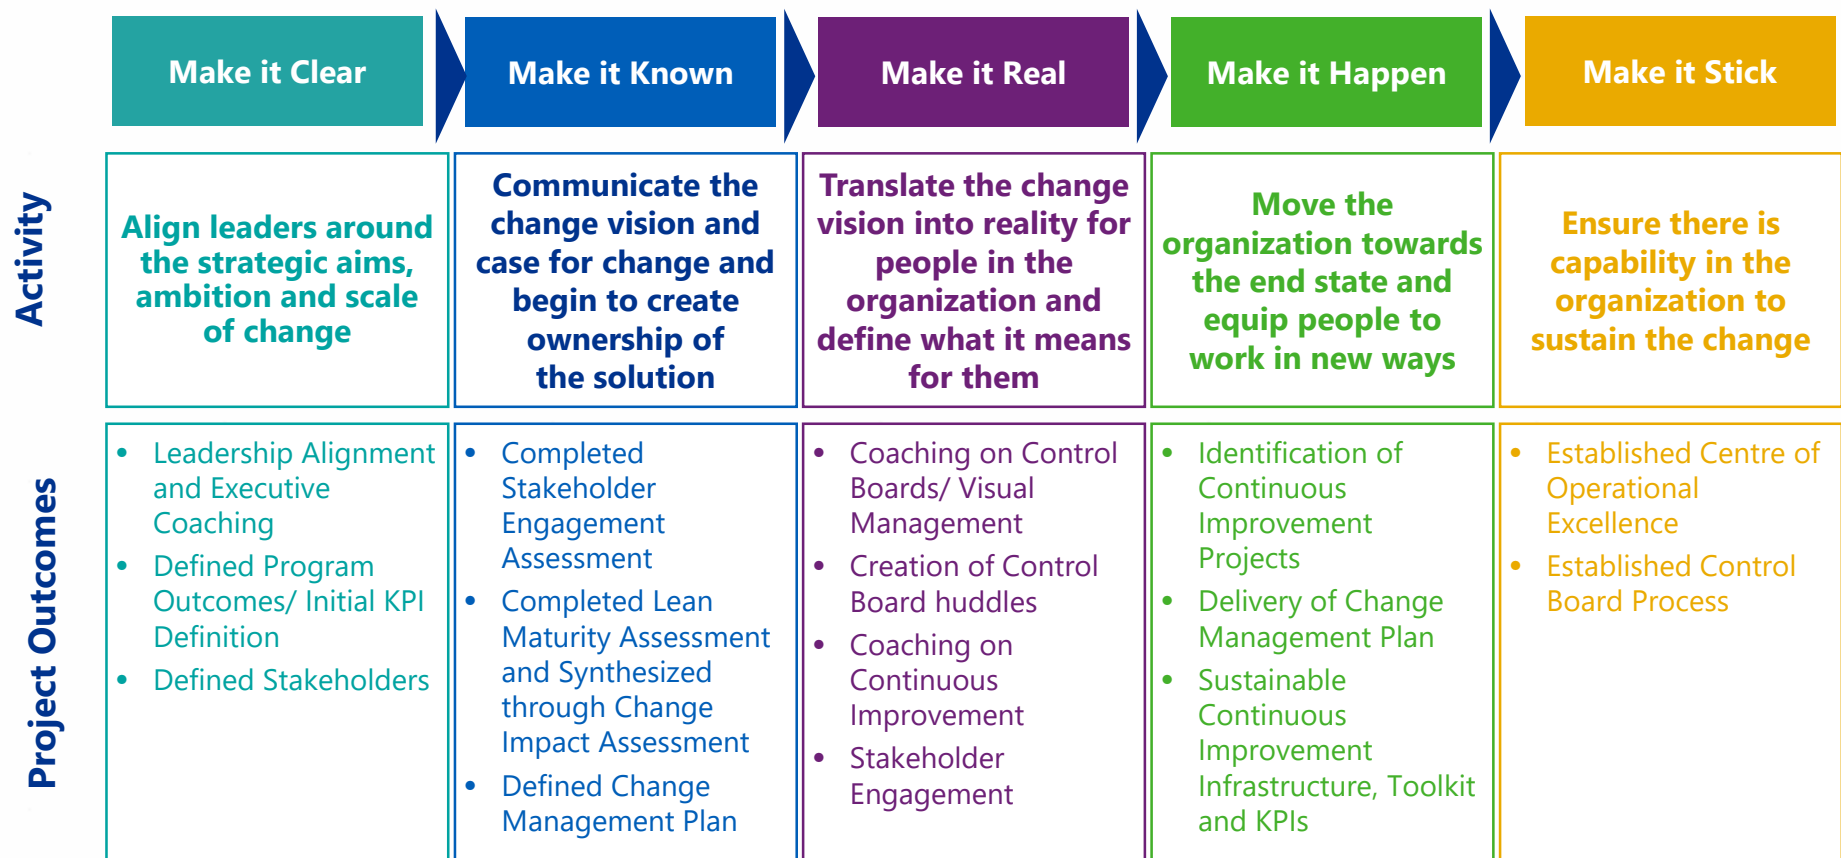 Make it Clear
Make it Known
Make it Real
Make it Happen
Make it Stick
Activity
Align leaders around
the strategic aims,
ambition and scale
of change
Communicate the
change vision and
case for change and
begin to create
ownership of
the solution
Translate the change
vision into reality for
people in the
organization and
define what it means
for them
Move the
organization towards
the end state and
equip people to
work in new ways
Ensure there is
capability in the
organization to
sustain the change
Project Outcomes
• Leadership Alignment
and Executive
Coaching
• Defined Program
Outcomes/ Initial KPI
Definition
• Defined Stakeholders
• Completed
Stakeholder
Engagement
Assessment
• Completed Lean
Maturity Assessment
and Synthesized
through Change
Impact Assessment
• Defined Change
Management Plan
• Coaching on Control
Boards/ Visual
Management
• Creation of Control
Board huddles
• Coaching on
Continuous
Improvement
• Stakeholder
Engagement
• Identification of
Continuous
Improvement
Projects
• Delivery of Change
Management Plan
• Sustainable
Continuous
Improvement
Infrastructure, Toolkit
and KPIs
• Established Centre of
Operational
Excellence
• Established Control
Board Process